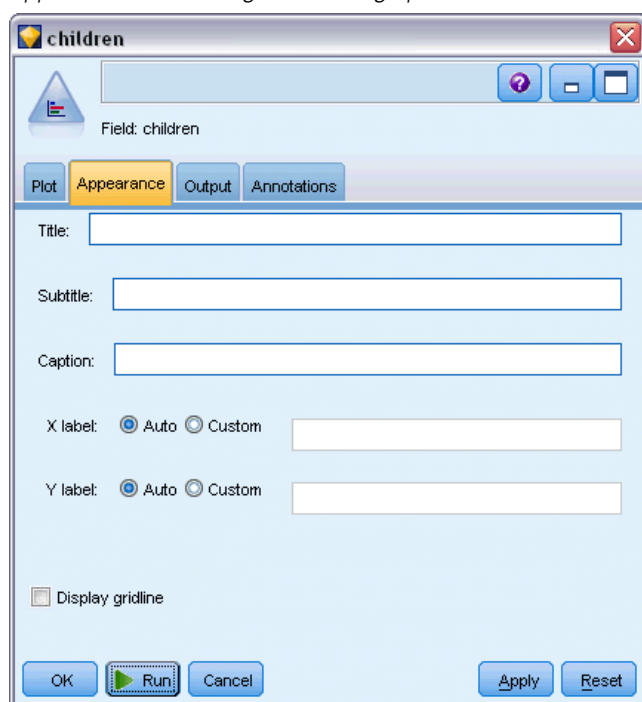 children
Field: children
Plot Appearance Output Annotations
Title:
Subtitle:
Caption:
X label: Auto Custom
Y label: Auto Custom
Display gridline
OK Run Cancel Apply Reset